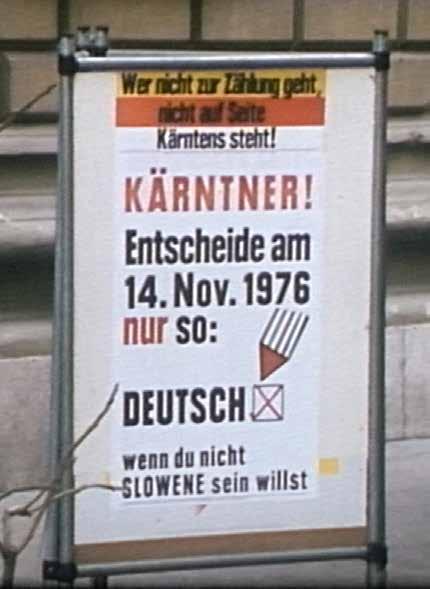 Wer nicht zur Zählung geht,
nicht auf Seite
Kärntens steht!
KÄRNTNER!
Entscheide am
14. Nov. 1976
nur so:
DEUTSCH
wenn du nicht
SLOWENE sein willst